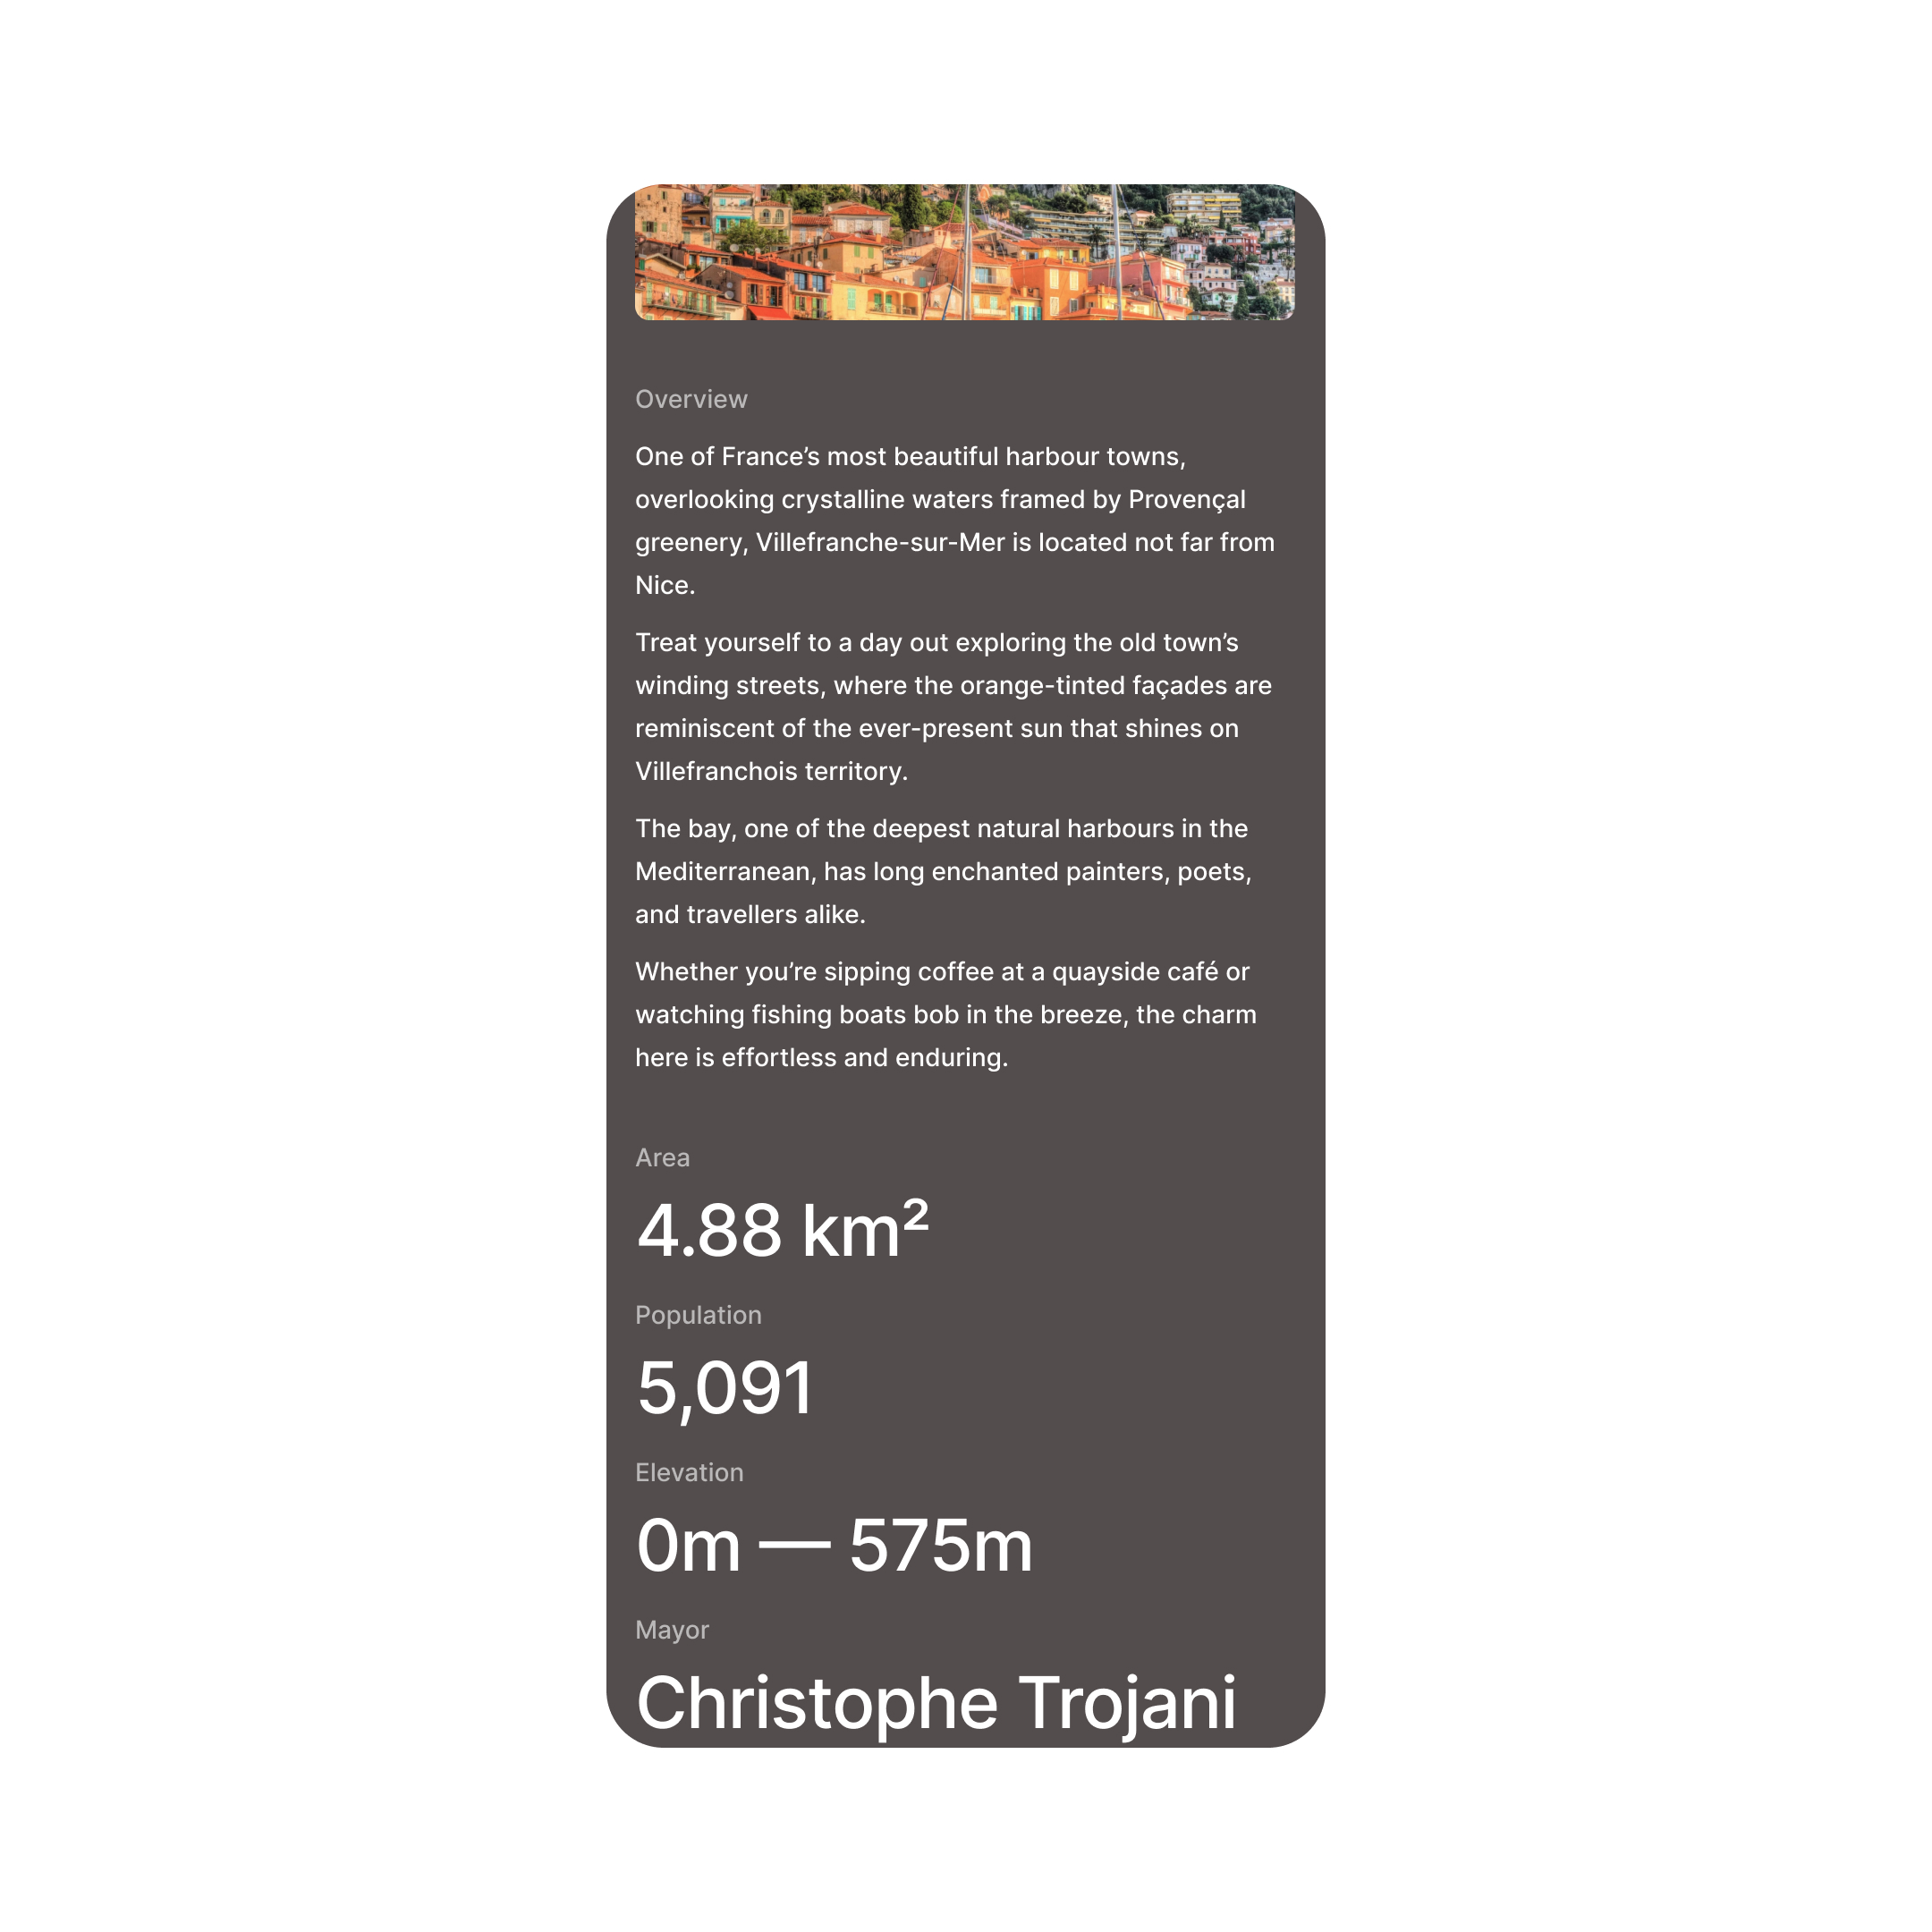 Overview
One of France’s most beautiful harbour towns,
overlooking crystalline waters framed by Provençal
greenery, Villefranche-sur-Mer is located not far from
Nice.
Treat yourself to a day out exploring the old town’s
winding streets, where the orange-tinted façades are
reminiscent of the ever-present sun that shines on
Villefranchois territory.
The bay, one of the deepest natural harbours in the
Mediterranean, has long enchanted painters, poets,
and travellers alike.
Whether you’re sipping coffee at a quayside café or
watching fishing boats bob in the breeze, the charm
here is effortless and enduring.
Area
4.88 km²
Population
5,091
Elevation
0m — 575m
Mayor
Christophe Trojani